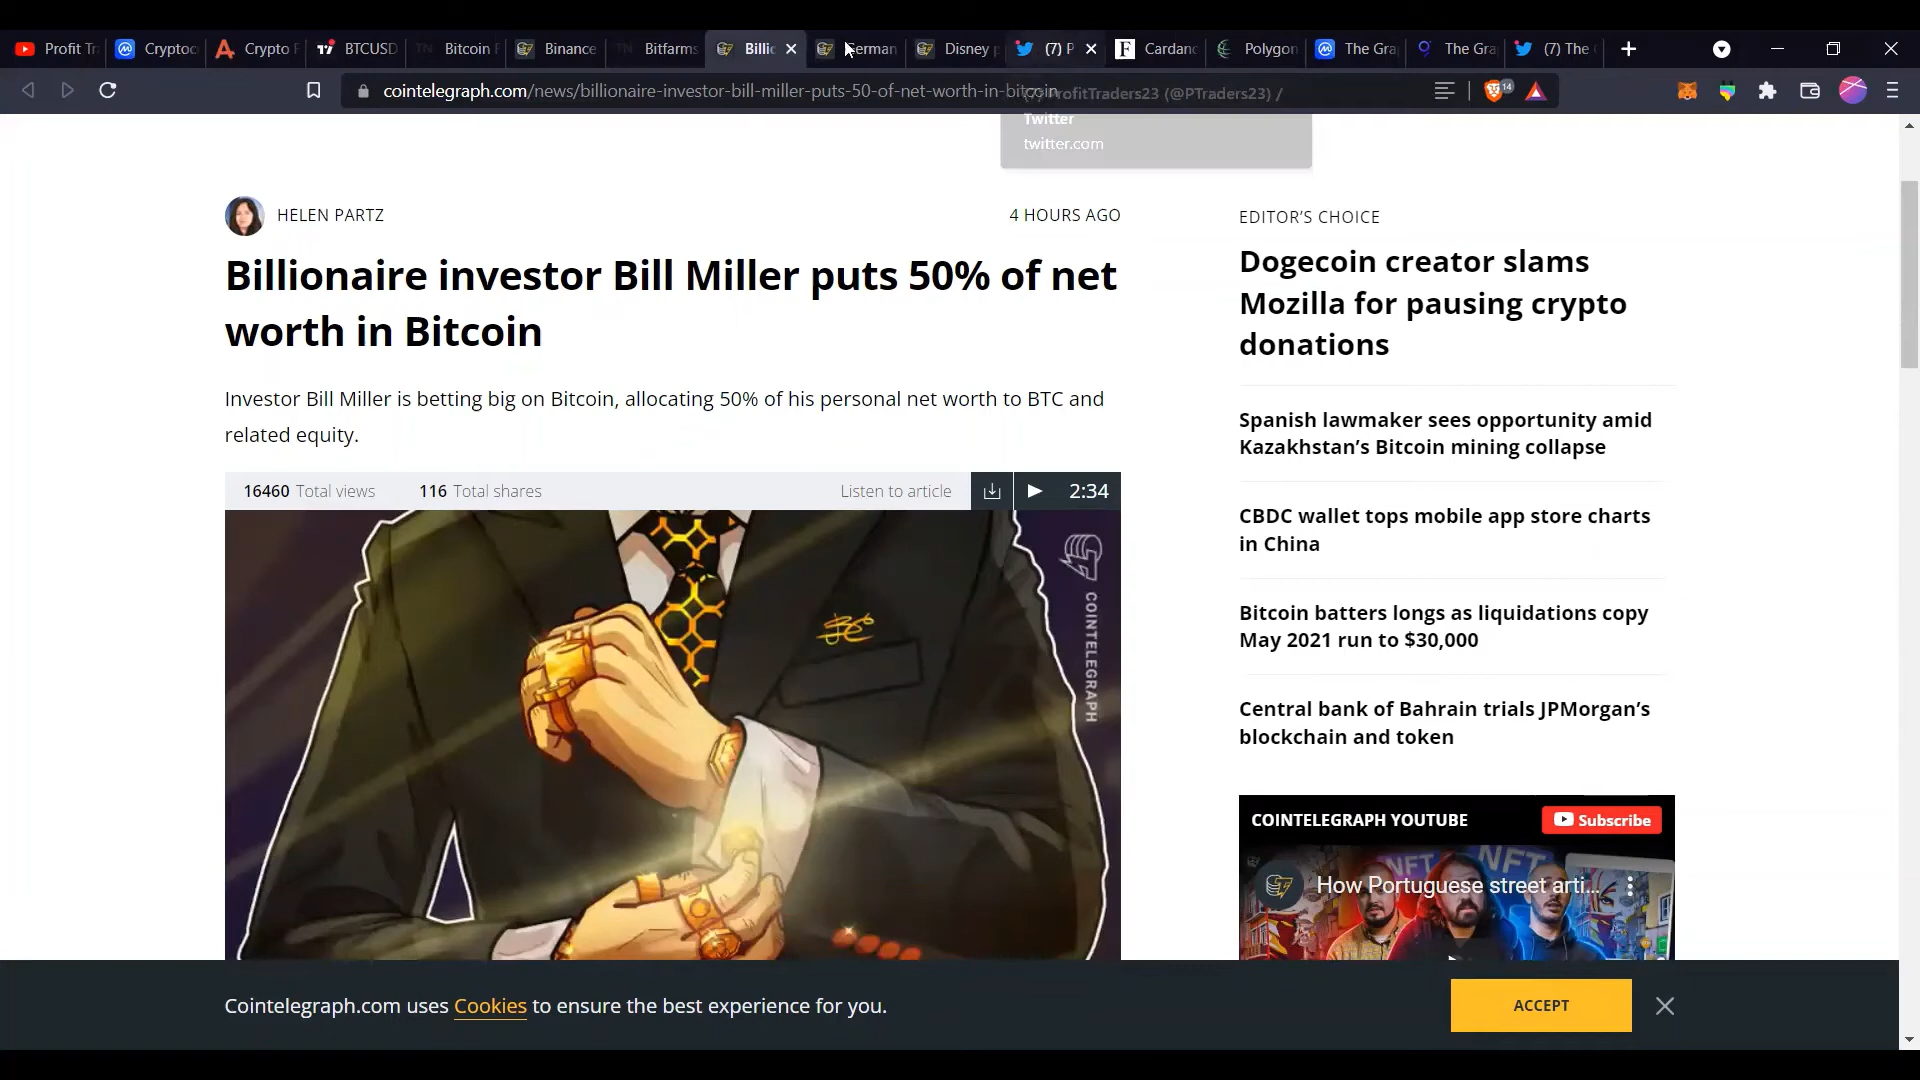 Profit Tr
Cryptoc
Crypto F
BTCUSD
Bitcoin F
Binance
Bitfarms
Billic
German
Disney p
(7) P
Cardano
Polygon
The Gra
The Gra
(7) The
cointelegraph.com/news/billionaire-investor-bill-miller-puts-50-of-net-worth-in-bitcoin
ProfitTraders23 (@PTraders23) /
Twitter
twitter.com
14
HELEN PARTZ
4 HOURS AGO
Billionaire investor Bill Miller puts 50% of net
worth in Bitcoin
Investor Bill Miller is betting big on Bitcoin, allocating 50% of his personal net worth to BTC and
related equity.
16460 Total views
116 Total shares
Listen to article
2:34
COINTELEGRAPH
EDITOR’S CHOICE
Dogecoin creator slams
Mozilla for pausing crypto
donations
Spanish lawmaker sees opportunity amid
Kazakhstan’s Bitcoin mining collapse
CBDC wallet tops mobile app store charts
in China
Bitcoin batters longs as liquidations copy
May 2021 run to $30,000
Central bank of Bahrain trials JPMorgan’s
blockchain and token
COINTELEGRAPH YOUTUBE
Subscribe
NFT
NFT
How Portuguese street arti...
Cointelegraph.com uses Cookies to ensure the best experience for you.
ACCEPT